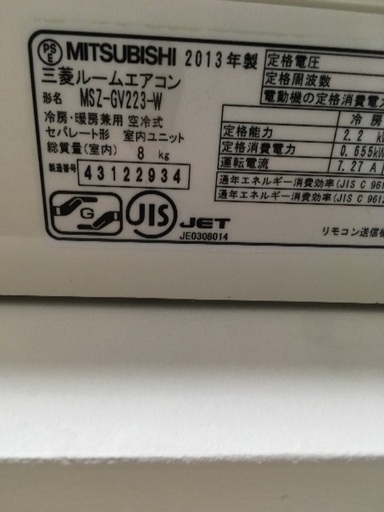 PS E MITSUBISHI 2013年製
三菱ルームエアコン
形名 MSZ-GV223-W
冷房・暖房兼用 空冷式
セパレート形 室内ユニット
総質量(室内) 8 kg
製造番号 43122934
G JIS JET
JE0308014
定格電圧
定格周波数
電動機の定格消費電力
冷房
定格能力 2.2 k
定格消費電力 0.655k
運転電流 7.27 A
通年エネルギー消費効率(JIS C 961
通年エネルギー消費効率(JIS C 9612
リモコン送信機